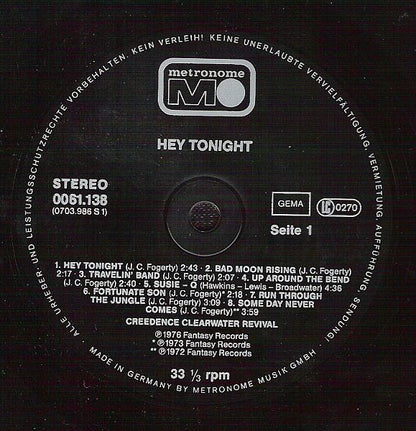 ALLE URHEBER- UND LEISTUNGSSCHUTZRECHTE VORBEHALTEN. KEIN VERLEIH! KEINE UNERLAUBTE VERVIELFÄLTIGUNG, VERMIETUNG, AUFFÜHRUNG, SENDUNG!
metronome
MO
HEY TONIGHT
STEREO
0061.138
(0703.986 S 1)
GEMA
LC 0270
Seite 1
1. HEY TONIGHT (J. C. Fogerty) 2:43 · 2. BAD MOON RISING (J. C. Fogerty)
2:17 · 3. TRAVELIN' BAND (J. C. Fogerty) 2:07 · 4. UP AROUND THE BEND
(J. C. Fogerty) 2:40 · 5. SUSIE – Q (Hawkins – Lewis – Broadwater) 4:36
6. FORTUNATE SON (J. C. Fogerty)* 2:18 · 7. RUN THROUGH
THE JUNGLE (J. C. Fogerty) 3:09 · 8. SOME DAY NEVER
COMES (J. C. Fogerty)** 3:59
CREEDENCE CLEARWATER REVIVAL
℗1976 Fantasy Records
* ℗1973 Fantasy Records
** ℗1972 Fantasy Records
33 1/3 rpm
MADE IN GERMANY BY METRONOME MUSIK GMBH